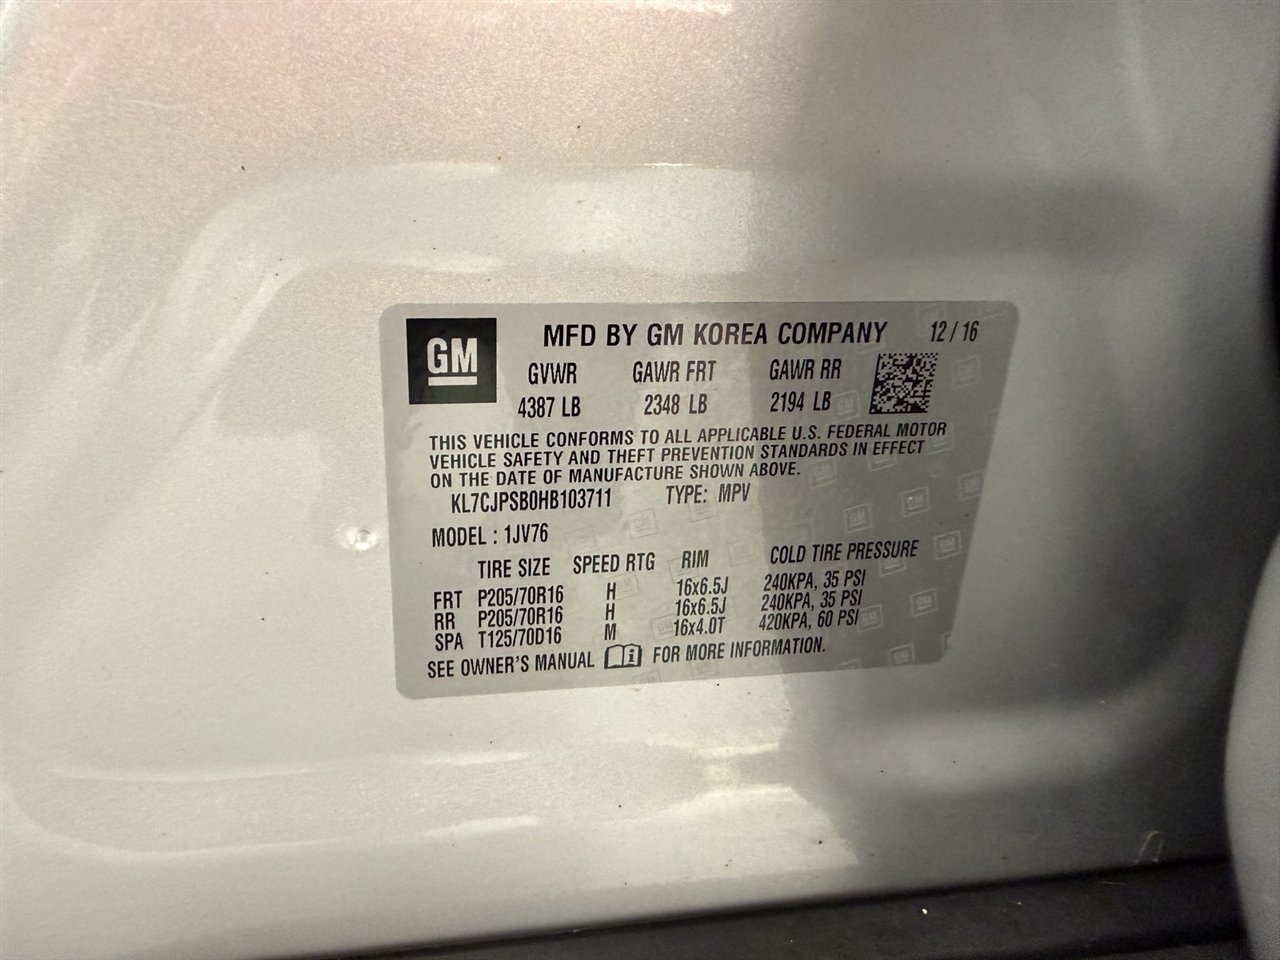 GM
MFD BY GM KOREA COMPANY 12 / 16
GVWR GAWR FRT GAWR RR
4387 LB 2348 LB 2194 LB
THIS VEHICLE CONFORMS TO ALL APPLICABLE U.S. FEDERAL MOTOR
VEHICLE SAFETY AND THEFT PREVENTION STANDARDS IN EFFECT
ON THE DATE OF MANUFACTURE SHOWN ABOVE.
KL7CJPSB0HB103711 TYPE: MPV
MODEL : 1JV76
TIRE SIZE SPEED RTG RIM COLD TIRE PRESSURE
FRT P205/70R16 H 16x6.5J 240KPA, 35 PSI
RR P205/70R16 H 16x6.5J 240KPA, 35 PSI
SPA T125/70D16 M 16x4.0T 420KPA, 60 PSI
SEE OWNER'S MANUAL i FOR MORE INFORMATION.